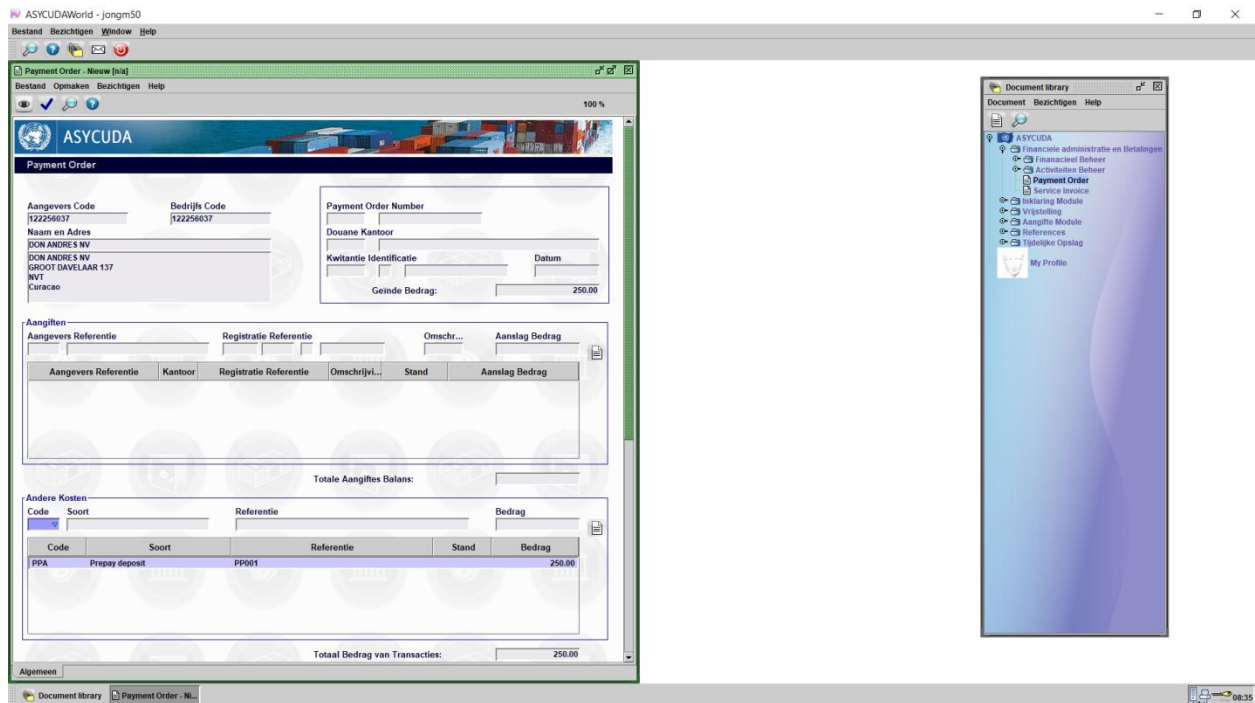 ASYCUDAWorld - jongm50
Bestand Bezichtigen Window Help
Payment Order - Nieuw [n/a]
Bestand Opmaken Bezichtigen Help
100 %
ASYCUDA
Payment Order
Aangevers Code Bedrijfs Code
122256037 122256037
Naam en Adres
DON ANDRES NV
DON ANDRES NV
GROOT DAVELAAR 137
NVT
Curacao
Payment Order Number
Douane Kantoor
Kwitantie Identificatie Datum
Geïnde Bedrag: 250.00
Aangiften
Aangevers Referentie Registratie Referentie Omschr... Aanslag Bedrag
Aangevers Referentie Kantoor Registratie Referentie Omschrijvi... Stand Aanslag Bedrag
Totale Aangiftes Balans:
Andere Kosten
Code Soort Referentie Bedrag
Code Soort Referentie Stand Bedrag
PPA Prepay deposit PP001 250.00
Totaal Bedrag van Transacties: 250.00
Algemeen
Document library
Document Bezichtigen Help
ASYCUDA
Financiele administratie en Betalingen
Finanacieel Beheer
Activiteiten Beheer
Payment Order
Service Invoice
Inklaring Module
Vrijstelling
Aangifte Module
References
Tijdelijke Opslag
My Profile
Document library Payment Order - Ni...
08:35